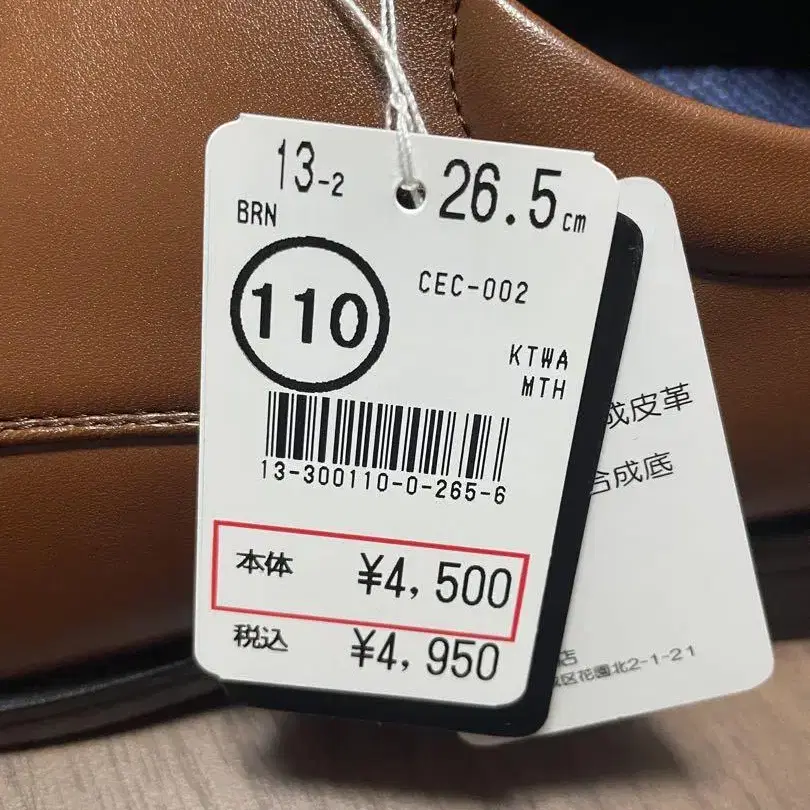 13-2
26.5cm
BRN
110
CEC-002
KTWA
MTH
13-300110-0-265-6
本体 ¥4,500
税込 ¥4,950
成皮革
合成底
店
区花園北2-1-21